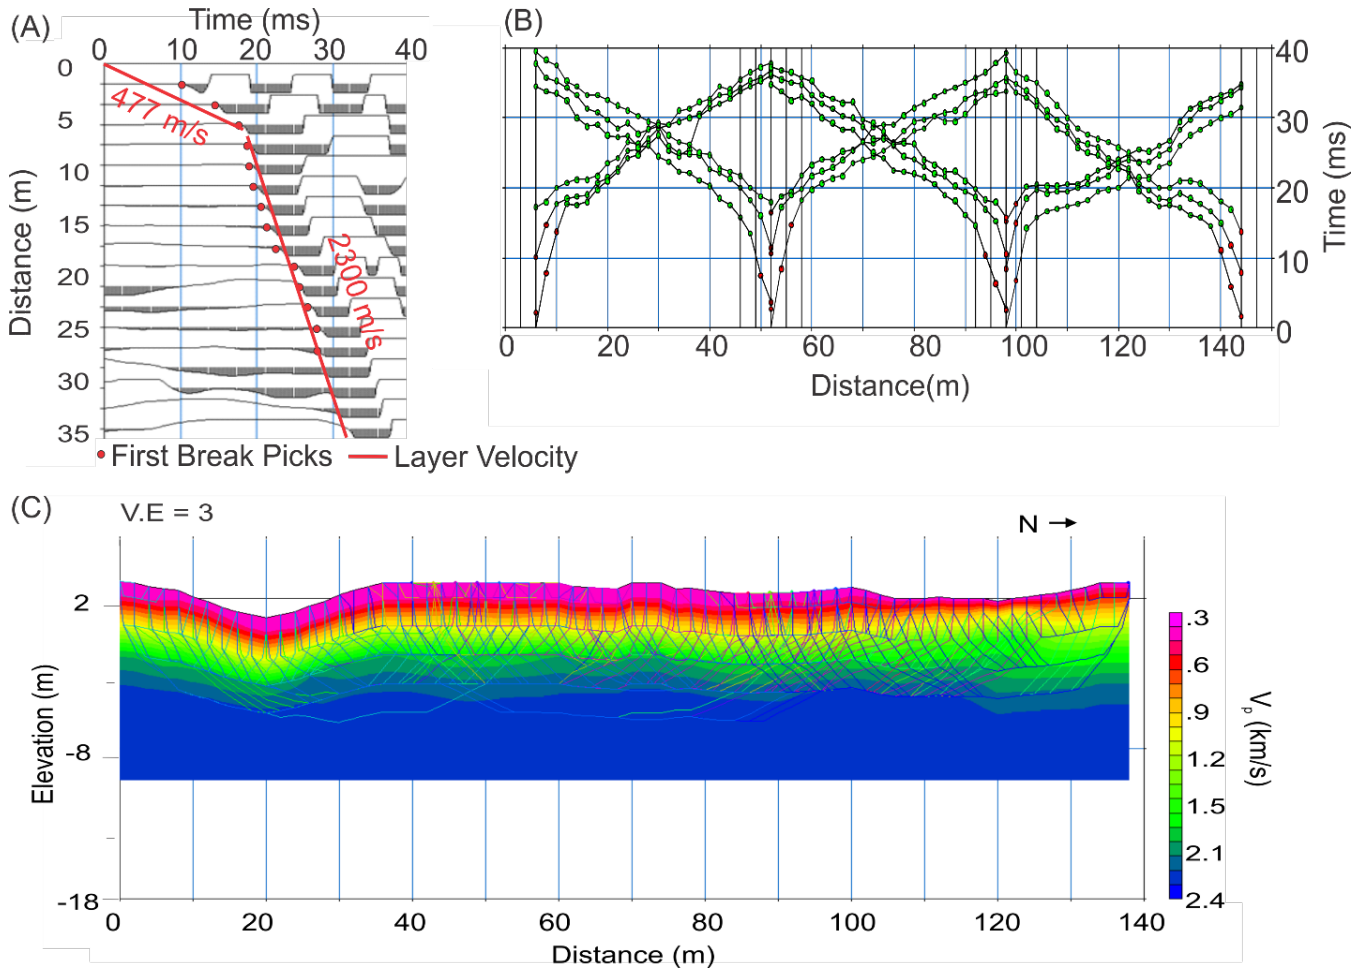 (A)
Time (ms)
0 10 20 30 40
0
5
10
15
20
25
30
35
Distance (m)
477 m/s
2300 m/s
First Break Picks
Layer Velocity
(B)
40
30
20
10
0
Time (ms)
0 20 40 60 80 100 120 140
Distance(m)
(C)
V.E = 3
N →
2
-8
-18
Elevation (m)
0 20 40 60 80 100 120 140
Distance (m)
.3
.6
.9
1.2
1.5
2.1
2.4
Vp (km/s)